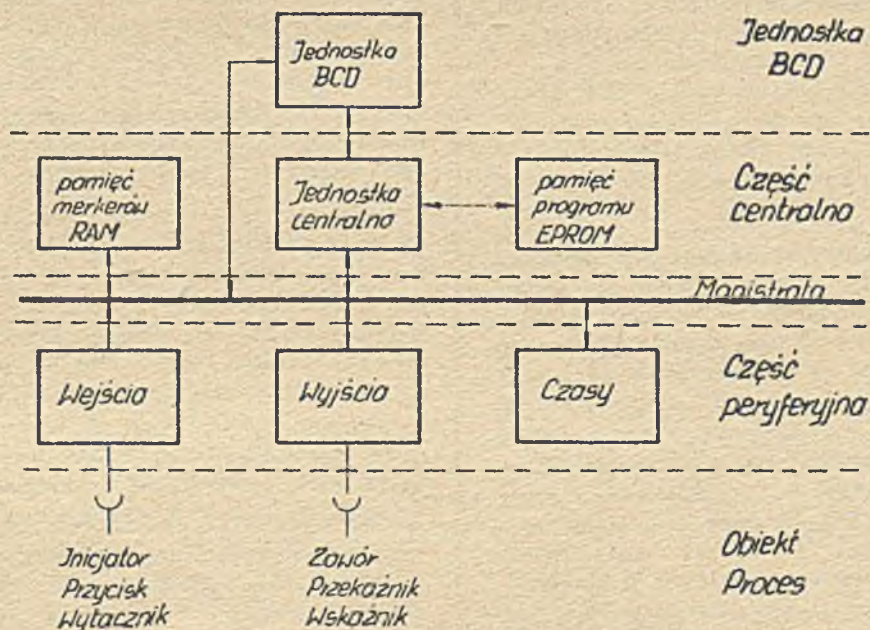 Jednostka
BCD
Jednostka
BCD
pamięć
merkerów
RAM
Jednostka
centralna
pamięć
programu
EPROM
Część
centralna
Magistrala
Wejścia
Wyjścia
Czasy
Część
peryferyjna
Inicjator
Przycisk
Wyłącznik
Zawór
Przekaźnik
Wskaźnik
Obiekt
Proces